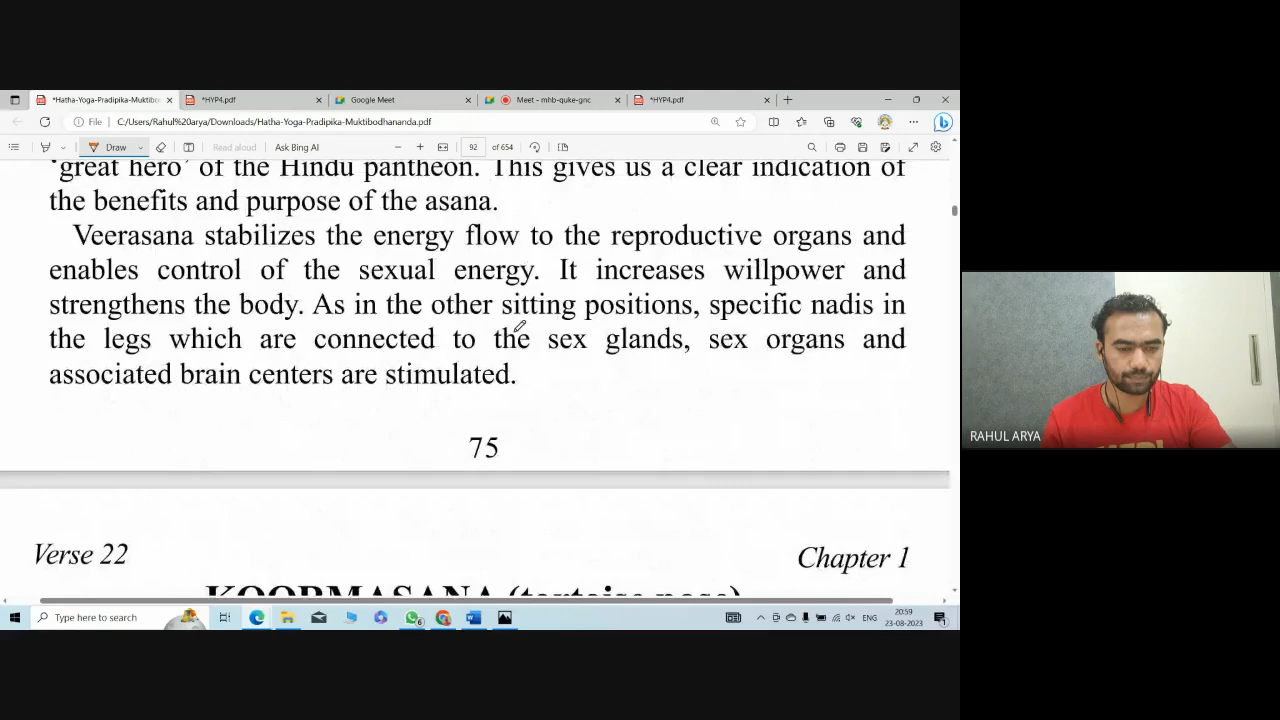 *Hatha-Yoga-Pradipika-Muktibodh
*HYP4.pdf
Google Meet
Meet - mhb-quke-gnc
*HYP4.pdf
File
C:/Users/Rahul%20arya/Downloads/Hatha-Yoga-Pradipika-Muktibodhananda.pdf
Draw
Read aloud
Ask Bing AI
92
of 654
'great hero' of the Hindu pantheon. This gives us a clear indication of
the benefits and purpose of the asana.
Veerasana stabilizes the energy flow to the reproductive organs and
enables control of the sexual energy. It increases willpower and
strengthens the body. As in the other sitting positions, specific nadis in
the legs which are connected to the sex glands, sex organs and
associated brain centers are stimulated.
75
Verse 22
Chapter 1
KOORMASANA (tortoise pose)
RAHUL ARYA
Type here to search
6
ENG
20:59
23-08-2023
1